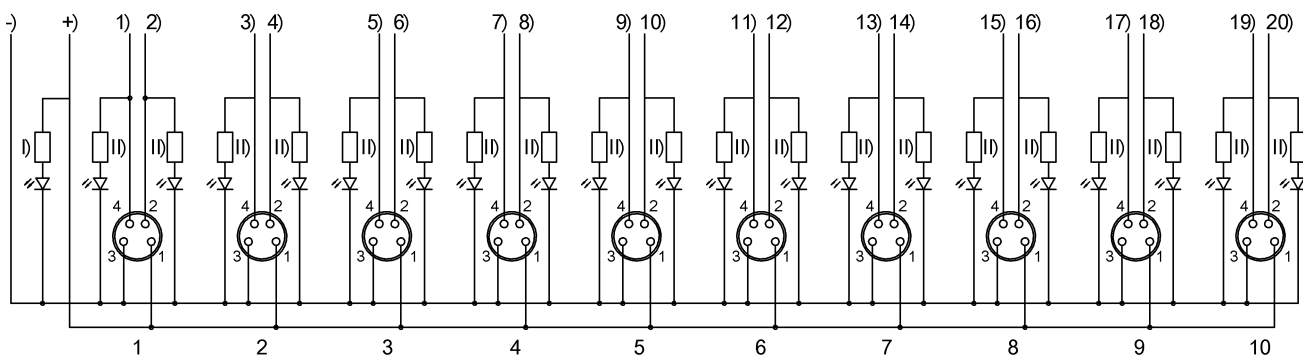 -) +) 1) 2) 3) 4) 5) 6) 7) 8) 9) 10) 11) 12) 13) 14) 15) 16) 17) 18) 19) 20)
I) II) II) II) II) II) II) II) II) II) II) II) II) II) II) II) II) II) II) II) II)
4 2 4 2 4 2 4 2 4 2 4 2 4 2 4 2 4 2 4 2
3 1 3 1 3 1 3 1 3 1 3 1 3 1 3 1 3 1 3 1
1 2 3 4 5 6 7 8 9 10